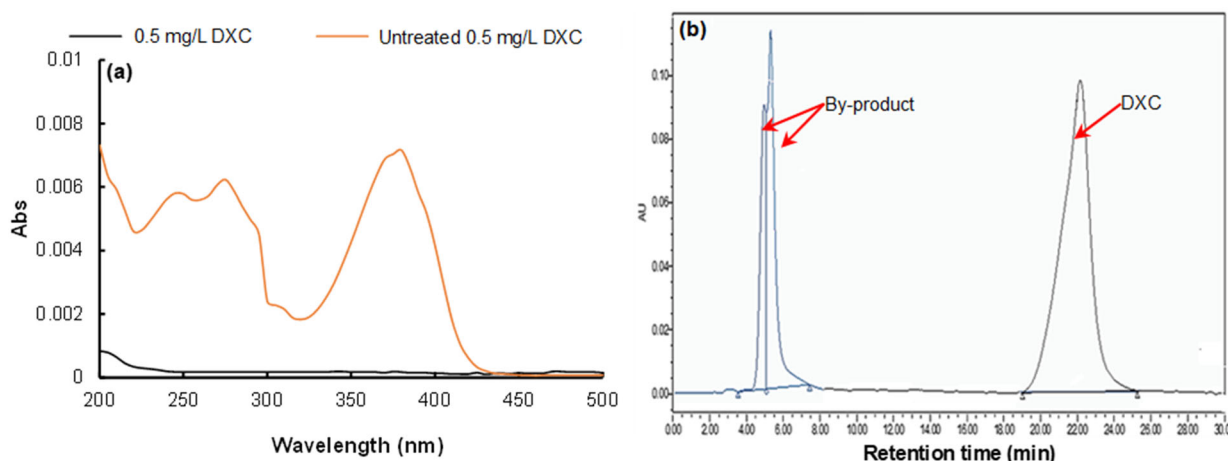 0.5 mg/L DXC
Untreated 0.5 mg/L DXC
(a)
Abs
0.01
0.008
0.006
0.004
0.002
0
200 250 300 350 400 450 500
Wavelength (nm)
(b)
By-product
DXC
AU
0.10
0.08
0.06
0.04
0.02
0.00
0.00 2.00 4.00 6.00 8.00 10.00 12.00 14.00 16.00 18.00 20.00 22.00 24.00 26.00 28.00 30.0
Retention time (min)